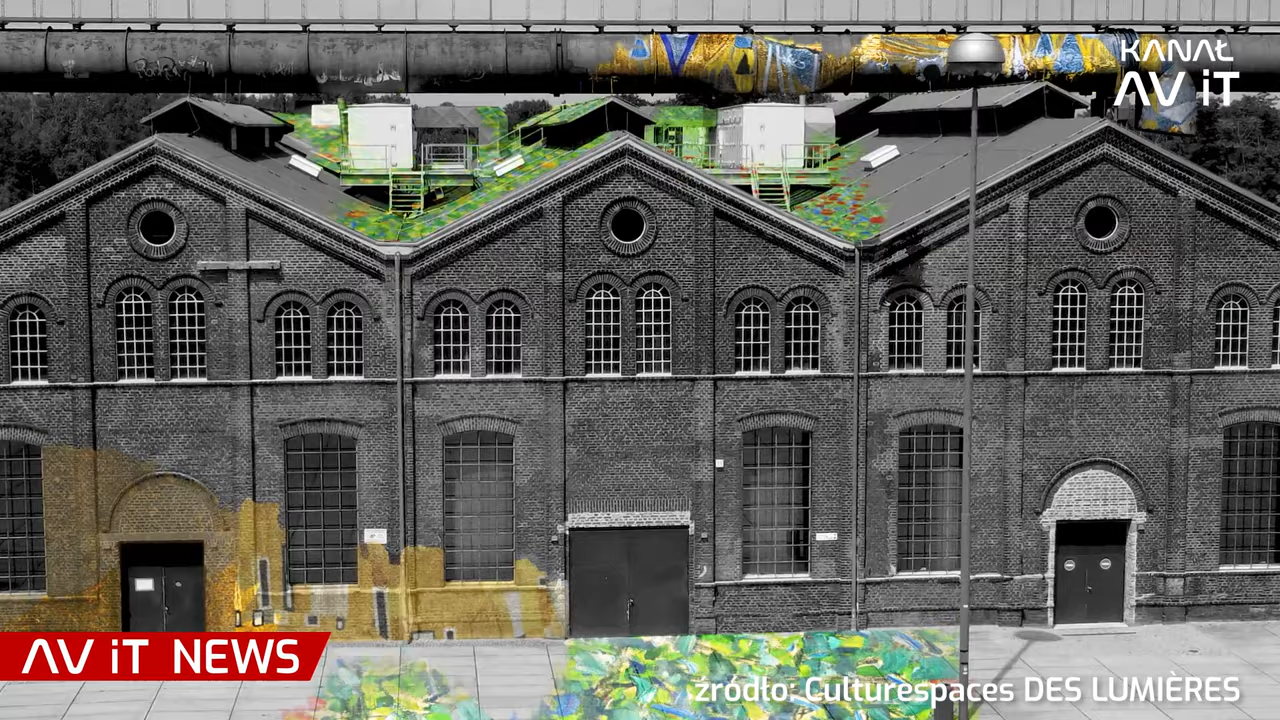 KANAŁ
AV iT
AV iT NEWS
źródło: Culturespaces DES LUMIÈRES